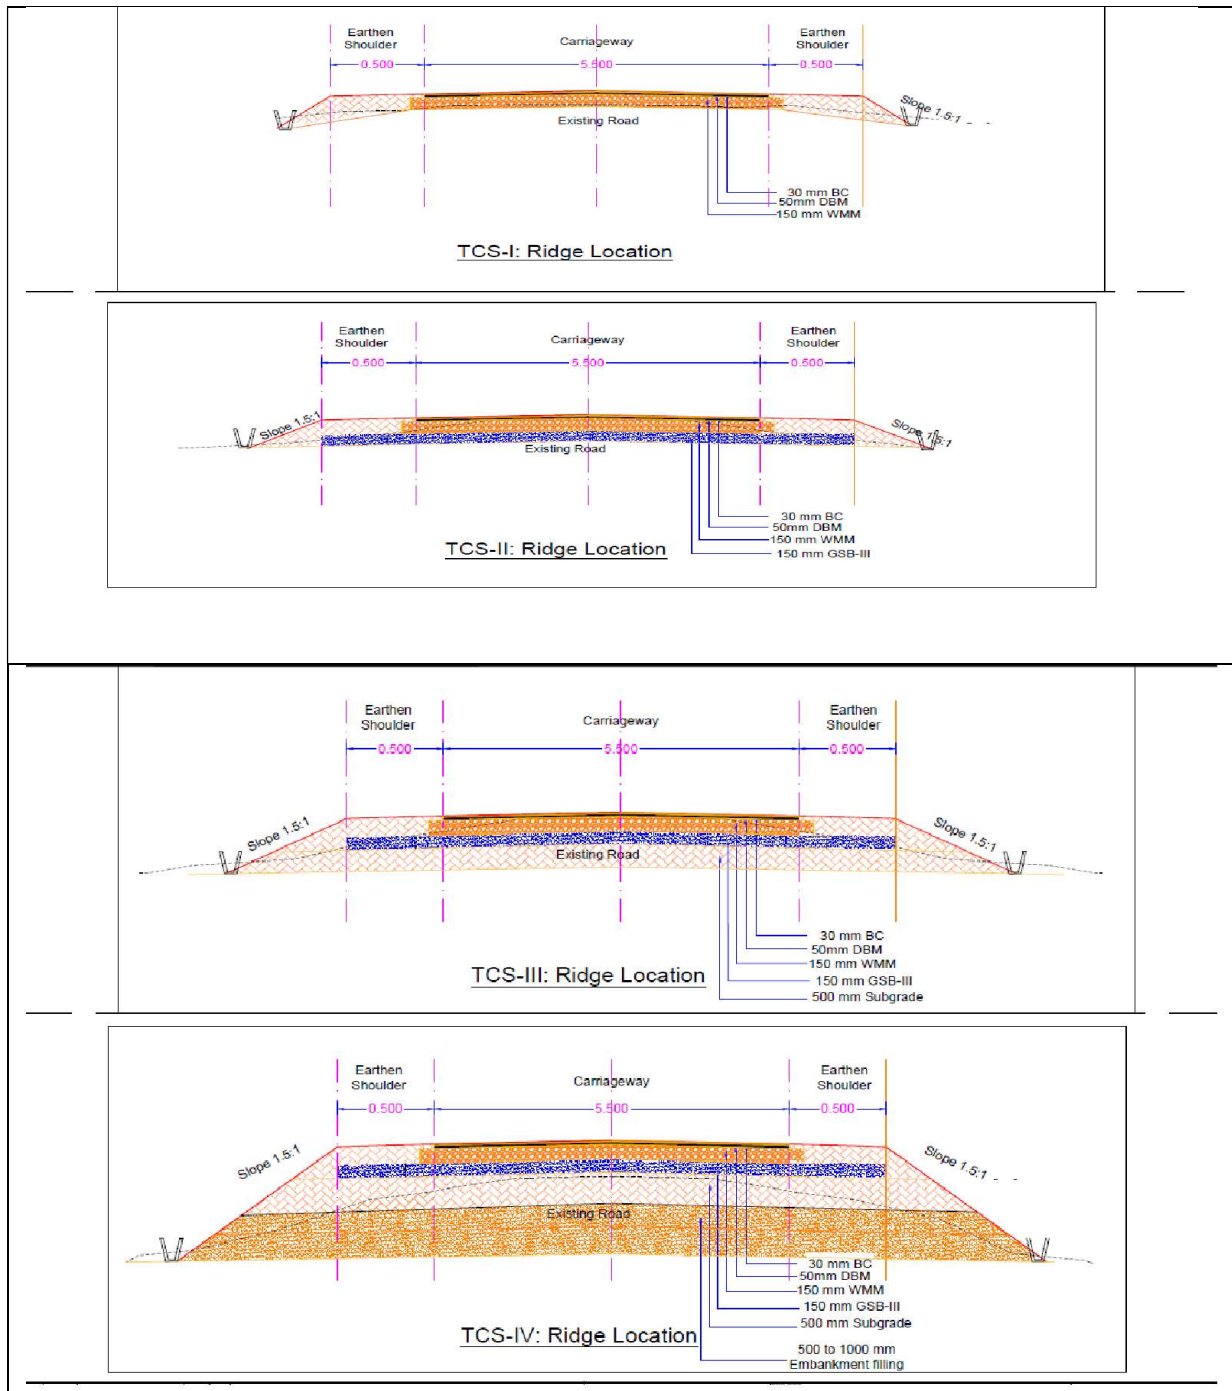 Earthen
Shoulder
Carriageway
Earthen
Shoulder
0.500
5.500
0.500
Slope 1.5:1
Existing Road
30 mm BC
50mm DBM
150 mm WMM
TCS-I: Ridge Location
Earthen
Shoulder
Carriageway
Earthen
Shoulder
0.500
5.500
0.500
Slope 1.5:1
Slope 1.5:1
Existing Road
30 mm BC
50mm DBM
150 mm WMM
150 mm GSB-III
TCS-II: Ridge Location
Earthen
Shoulder
Carriageway
Earthen
Shoulder
0.500
5.500
0.500
Slope 1.5:1
Slope 1.5:1
Existing Road
30 mm BC
50mm DBM
150 mm WMM
150 mm GSB-III
500 mm Subgrade
TCS-III: Ridge Location
Earthen
Shoulder
Carriageway
Earthen
Shoulder
0.500
5.500
0.500
Slope 1.5:1
Slope 1.5:1
Existing Road
30 mm BC
50mm DBM
150 mm WMM
150 mm GSB-III
500 mm Subgrade
500 to 1000 mm
Embankment filling
TCS-IV: Ridge Location